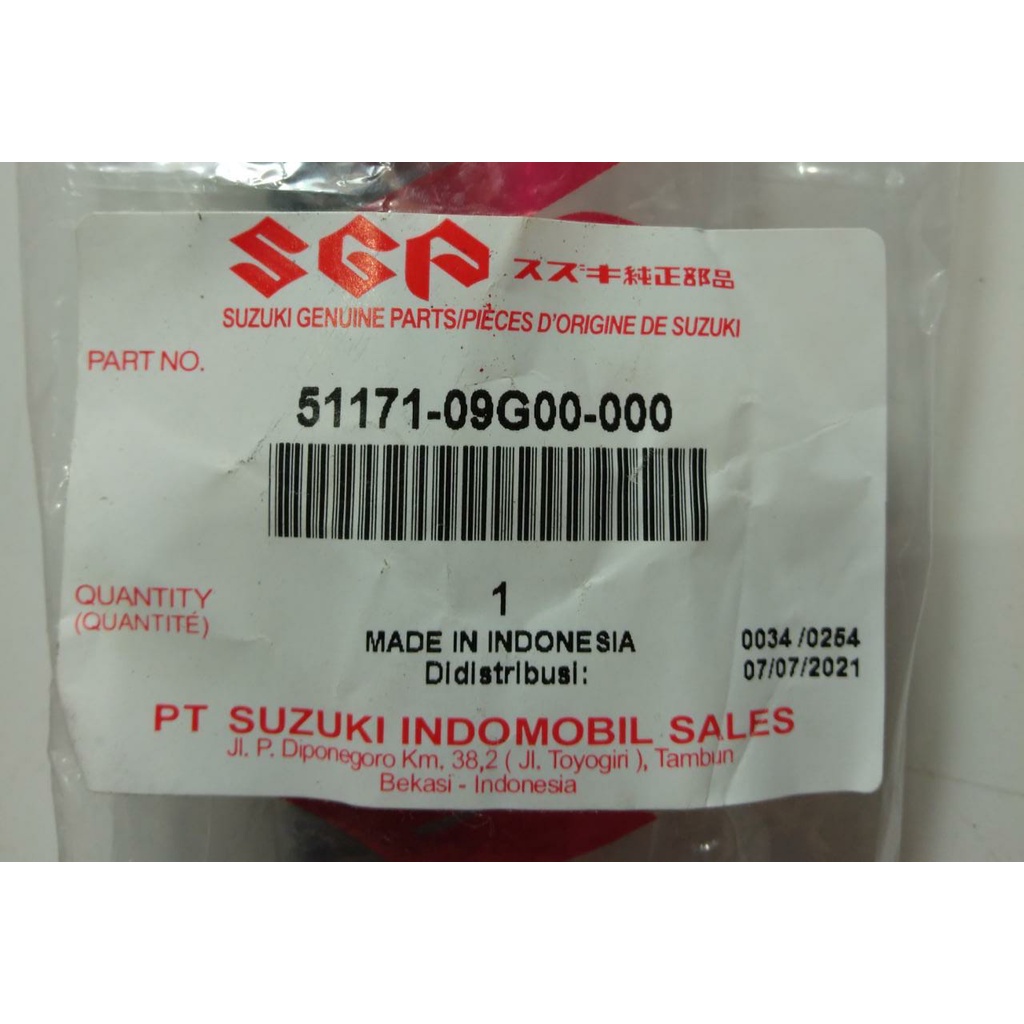 SGP スズキ純正部品
SUZUKI GENUINE PARTS/PIÈCES D'ORIGINE DE SUZUKI
PART NO.
51171-09G00-000
QUANTITY
(QUANTITÉ)
1
MADE IN INDONESIA
Didistribusi:
0034 /0254
07/07/2021
PT SUZUKI INDOMOBIL SALES
Jl. P. Diponegoro Km, 38,2 ( Jl. Toyogiri ), Tambun
Bekasi - Indonesia